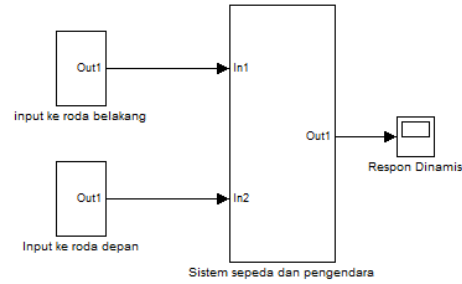 Out1
In1
input ke roda belakang
Out1
Respon Dinamis
Out1
In2
Input ke roda depan
Sistem sepeda dan pengendara